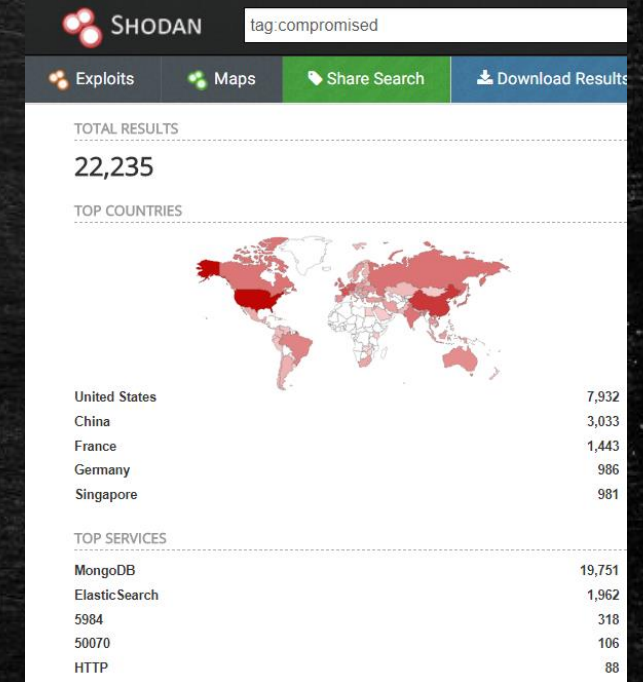 SHODAN tag:compromised
Exploits Maps Share Search Download Results
TOTAL RESULTS
22,235
TOP COUNTRIES
United States 7,932
China 3,033
France 1,443
Germany 986
Singapore 981
TOP SERVICES
MongoDB 19,751
ElasticSearch 1,962
5984 318
50070 106
HTTP 88